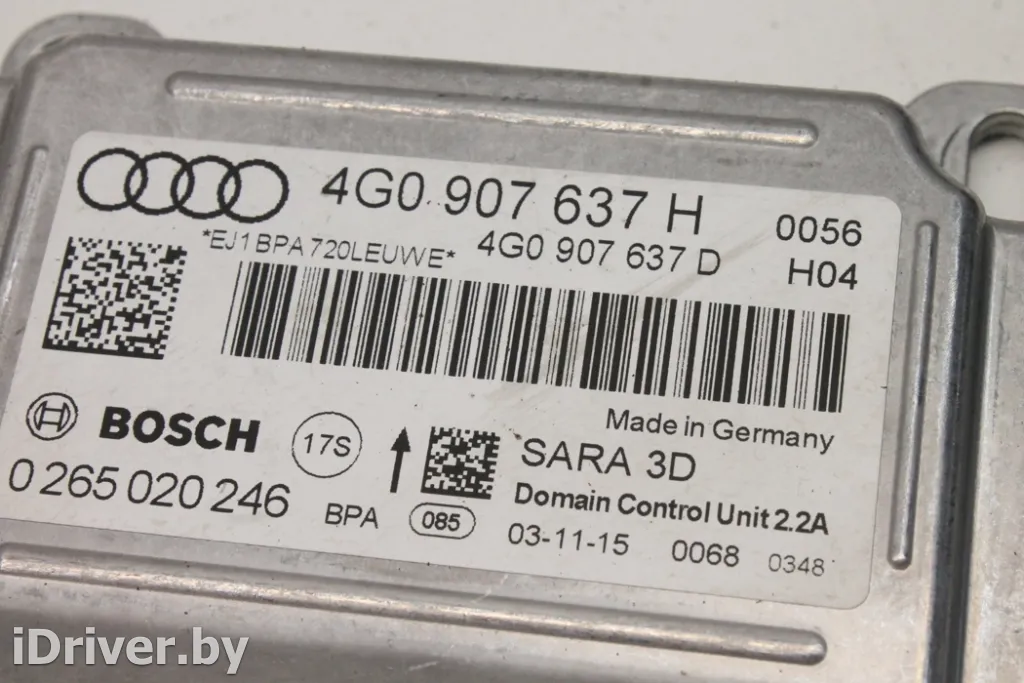 4G0 907 637 H 0056
*EJ1BPA720LEUWE* 4G0 907 637 D H04
Made in Germany
BOSCH 17S SARA 3D
0 265 020 246 BPA 085 Domain Control Unit 2.2A
03-11-15 0068 0348
iDriver.by